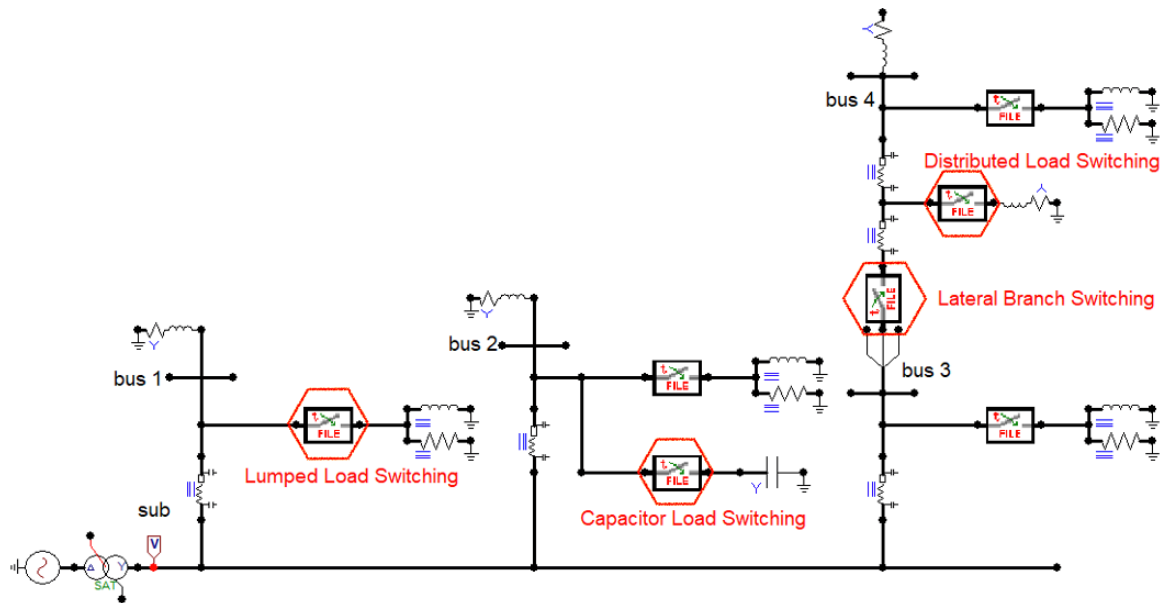 Y
bus 4
t
FILE
Distributed Load Switching
Y
t
FILE
t
FILE
Lateral Branch Switching
Y
bus 2
bus 3
Y
bus 1
t
FILE
t
FILE
t
FILE
Lumped Load Switching
t
FILE
Y
Capacitor Load Switching
sub
V
Δ
Y
SAT